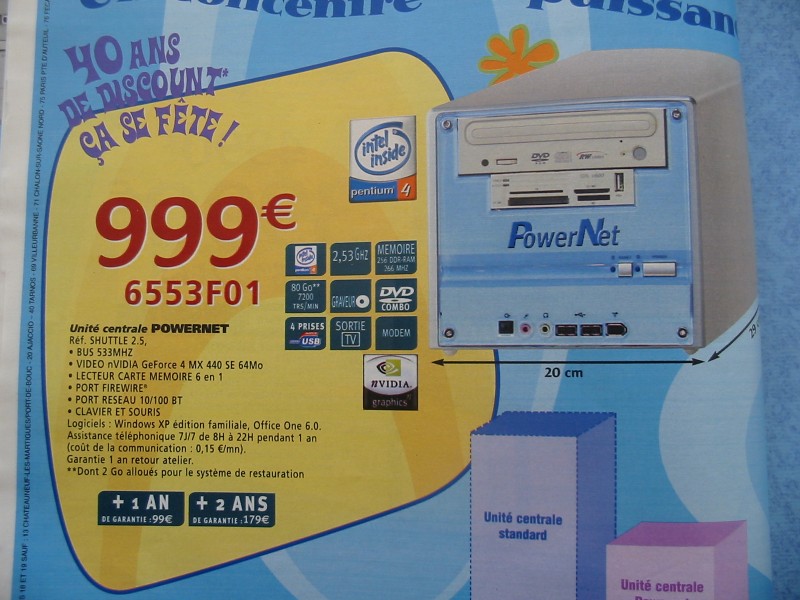 puissan
40 ANS
DE DISCOUNT*
ÇA SE FÊTE !
intel
inside
pentium 4
999€
6553F01
intel
inside
pentium 4
2,53 GHZ
MEMOIRE
256 DDR-RAM
266 MHZ
80 Go**
7200
TRS/MIN
GRAVEUR
DVD
COMBO
4 PRISES
USB
SORTIE
TV
MODEM
Unité centrale POWERNET
Réf. SHUTTLE 2.5,
• BUS 533MHZ
• VIDEO nVIDIA GeForce 4 MX 440 SE 64Mo
• LECTEUR CARTE MEMOIRE 6 en 1
• PORT FIREWIRE*
• PORT RESEAU 10/100 BT
• CLAVIER ET SOURIS
Logiciels : Windows XP édition familiale, Office One 6.0.
Assistance téléphonique 7J/7 de 8H à 22H pendant 1 an
(coût de la communication : 0,15 €/mn).
Garantie 1 an retour atelier.
**Dont 2 Go alloués pour le système de restauration
nVIDIA
graphics
+ 1 AN
DE GARANTIE : 99€
+ 2 ANS
DE GARANTIE : 179€
DVD
RW
PowerNet
20 cm
Unité centrale
standard
Unité centrale